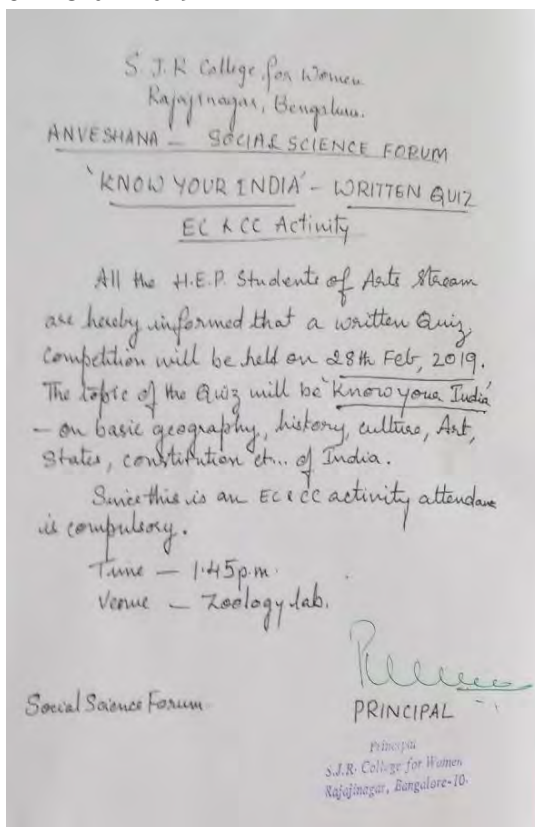 S. J. R College for Women
Rajajinagar, Bengaluru.
ANVESHANA — SOCIAL SCIENCE FORUM
'KNOW YOUR INDIA' - WRITTEN QUIZ
EC & CC Activity
All the H.E.P. Students of Arts Stream
are hereby informed that a written Quiz,
Competition will be held on 28th Feb, 2019.
The topic of the Quiz will be 'Know your India'
- on basic geography, history, culture, Art,
States, constitution et... of India.
Since this is an EC & CC activity attendance
is compulsory.
Time — 1.45p.m.
Venue — Zoology lab.
Social Science Forum
PRINCIPAL
Principal
S.J.R. College for Women
Rajajinagar, Bangalore-10.